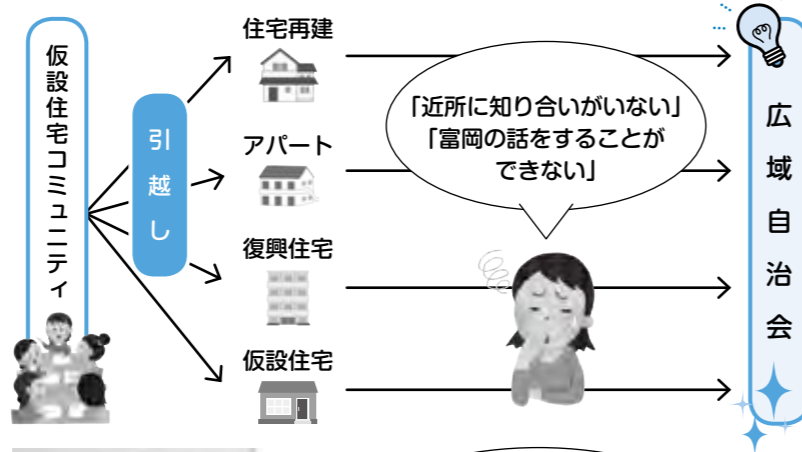 仮設住宅コミュニティ
引越し
住宅再建
アパート
復興住宅
仮設住宅
「近所に知り合いがいない」
「富岡の話をすることが
できない」
広域自治会